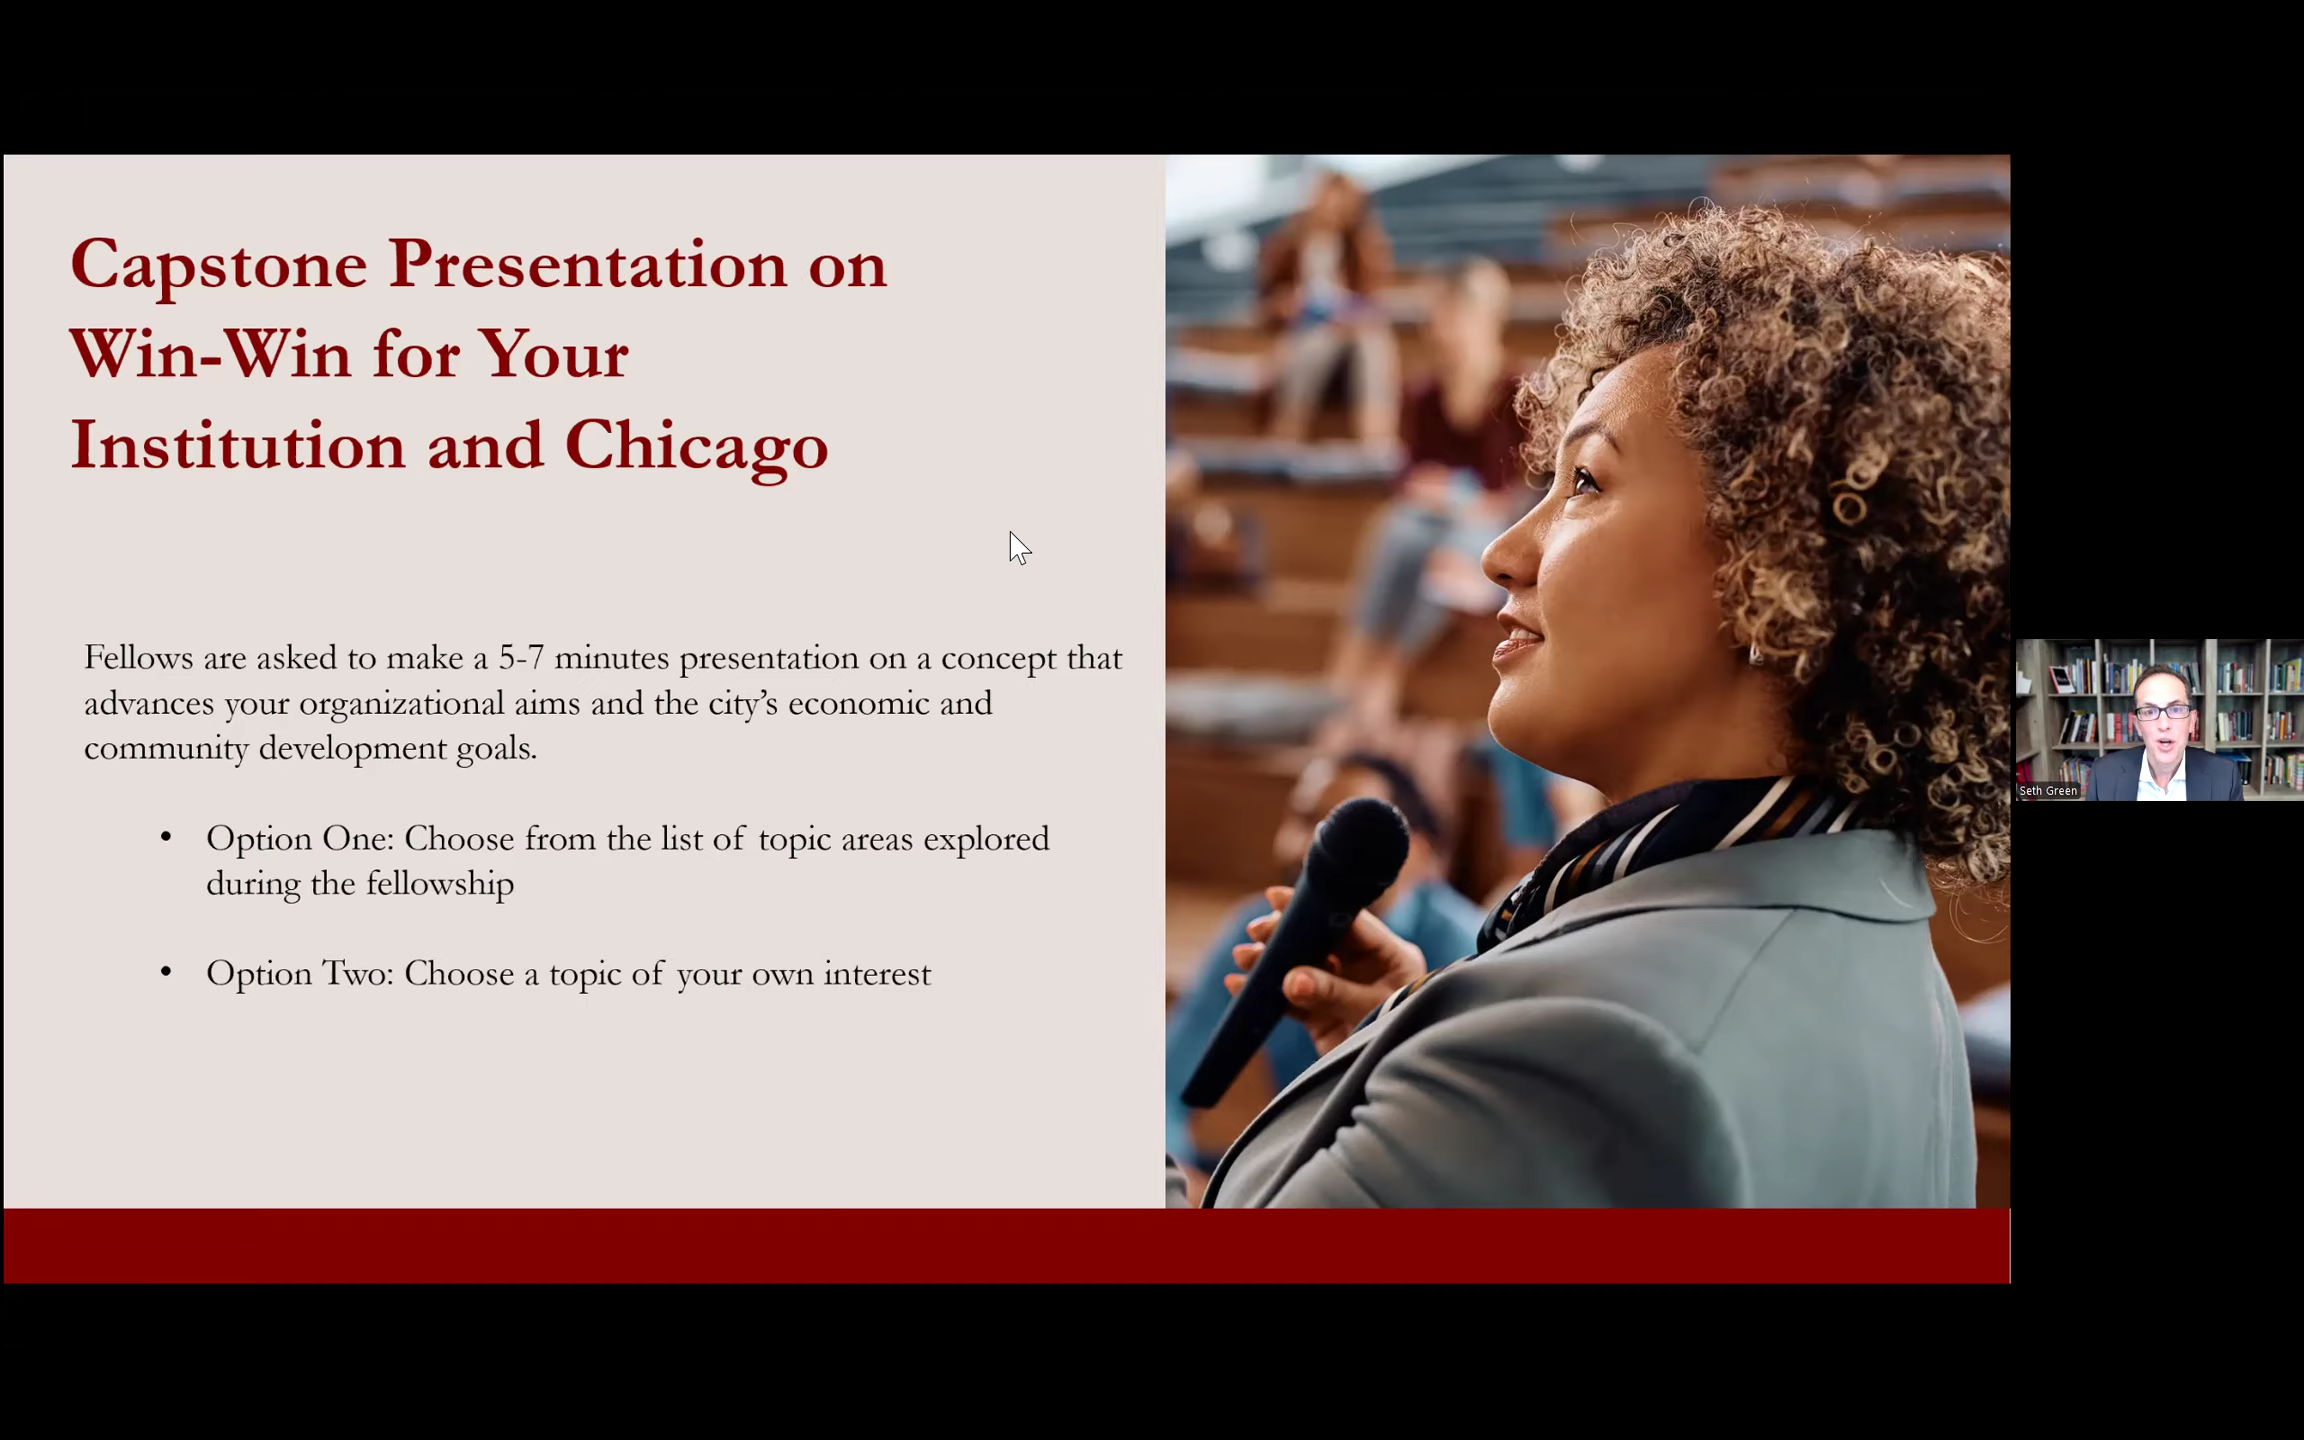 Capstone Presentation on
Win-Win for Your
Institution and Chicago
Fellows are asked to make a 5-7 minutes presentation on a concept that
advances your organizational aims and the city’s economic and
community development goals.
• Option One: Choose from the list of topic areas explored
during the fellowship
• Option Two: Choose a topic of your own interest
Seth Green